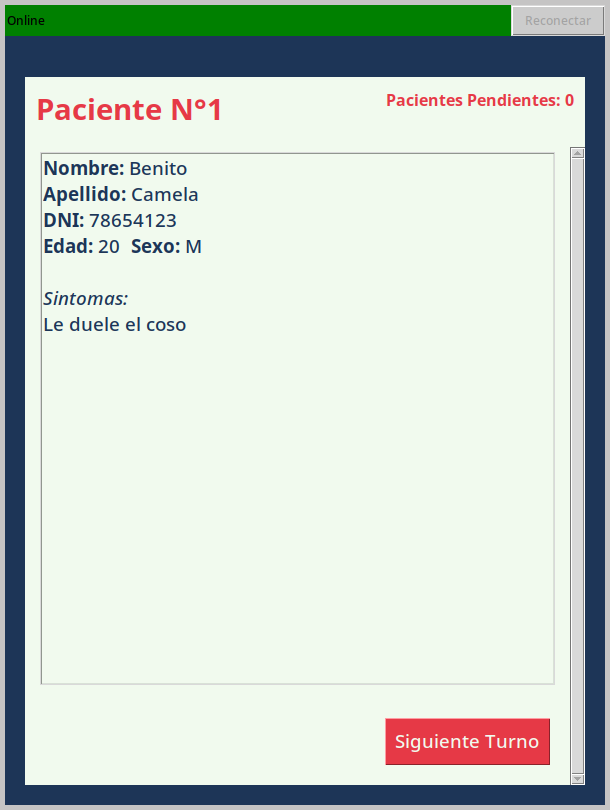 Online
Reconectar
Paciente N°1
Pacientes Pendientes: 0
Nombre: Benito
Apellido: Camela
DNI: 78654123
Edad: 20 Sexo: M
Sintomas:
Le duele el coso
Siguiente Turno